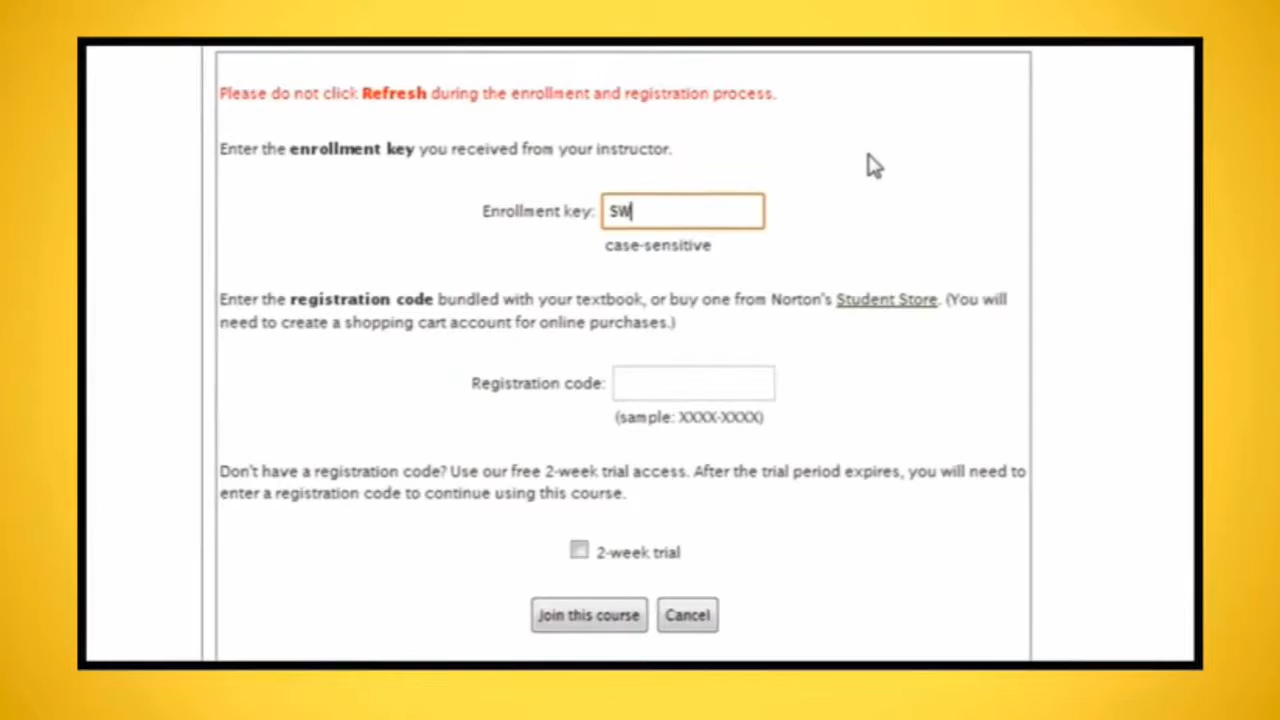 Please do not click Refresh during the enrollment and registration process.
Enter the enrollment key you received from your instructor.
Enrollment key: SW
case-sensitive
Enter the registration code bundled with your textbook, or buy one from Norton's Student Store. (You will
need to create a shopping cart account for online purchases.)
Registration code:
(sample: XXXX-XXXX)
Don't have a registration code? Use our free 2-week trial access. After the trial period expires, you will need to
enter a registration code to continue using this course.
2-week trial
Join this course Cancel